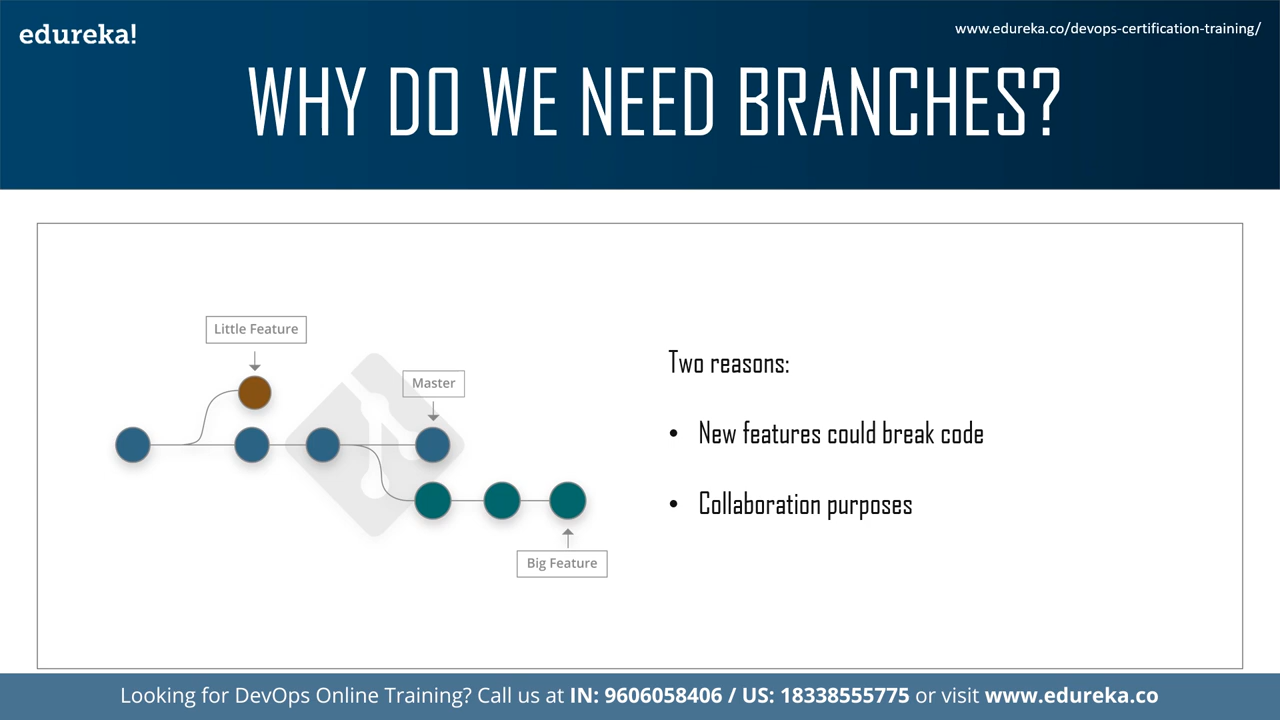 edureka!
www.edureka.co/devops-certification-training/
WHY DO WE NEED BRANCHES?
Little Feature
Master
Big Feature
Two reasons:
• New features could break code
• Collaboration purposes
Looking for DevOps Online Training? Call us at IN: 9606058406 / US: 18338555775 or visit www.edureka.co